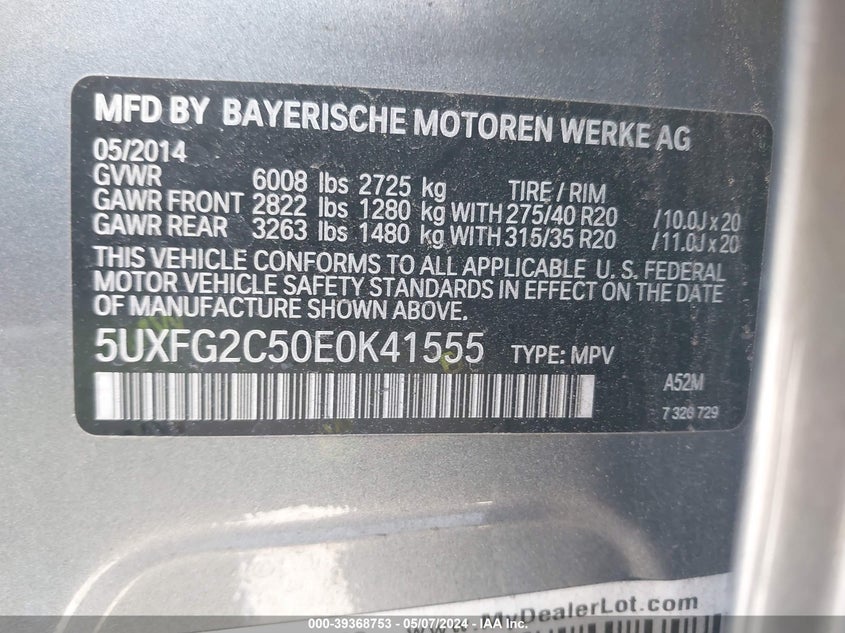 MFD BY BAYERISCHE MOTOREN WERKE AG
05/2014
GVWR 6008 lbs 2725 kg TIRE / RIM
GAWR FRONT 2822 lbs 1280 kg WITH 275/40 R20 /10.0J x 20
GAWR REAR 3263 lbs 1480 kg WITH 315/35 R20 /11.0J x 20
THIS VEHICLE CONFORMS TO ALL APPLICABLE U. S. FEDERAL
MOTOR VEHICLE SAFETY STANDARDS IN EFFECT ON THE DATE
OF MANUFACTURE SHOWN ABOVE.
5UXFG2C50E0K41555 TYPE: MPV
A52M
7 326 729
www.MyDealerLot.com
000-39368753 - 05/07/2024 - IAA Inc.